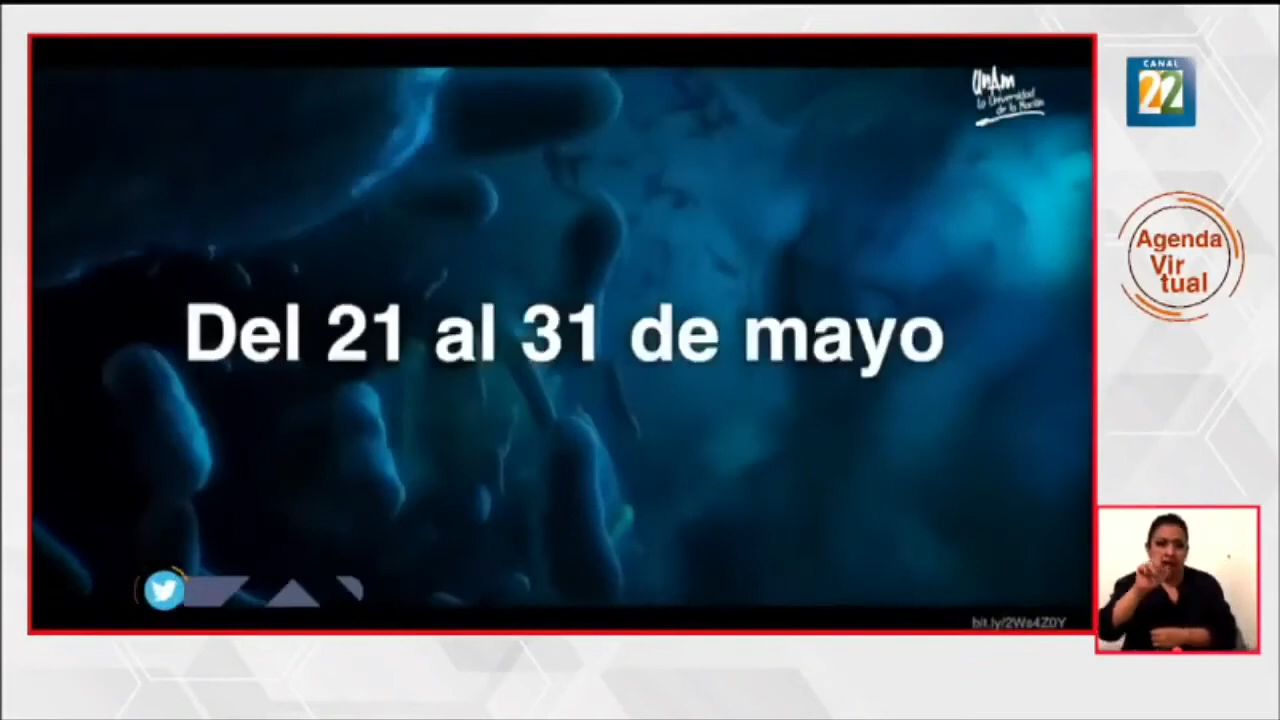 UNAM
La Universidad
de la Nación
CANAL
22
Agenda
Vir
tual
Del 21 al 31 de mayo
bit.ly/2Ws4Z0Y